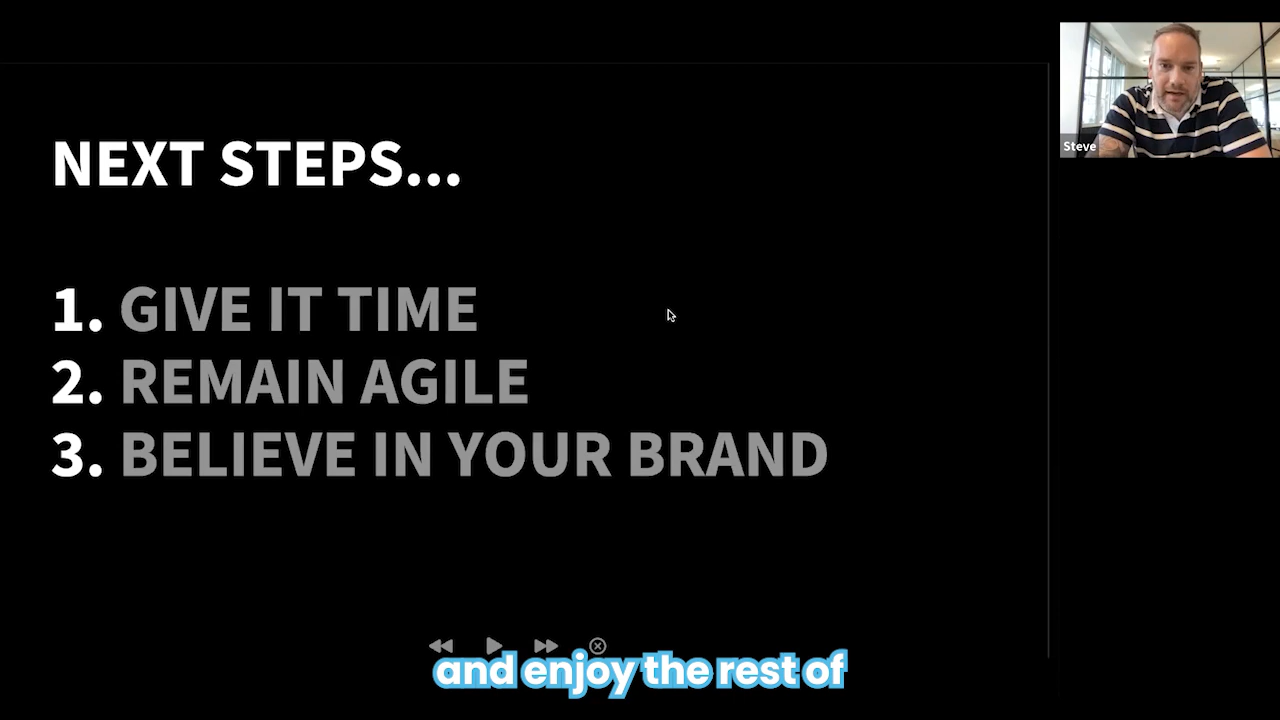 NEXT STEPS...
1. GIVE IT TIME
2. REMAIN AGILE
3. BELIEVE IN YOUR BRAND
Steve
and enjoy the rest of